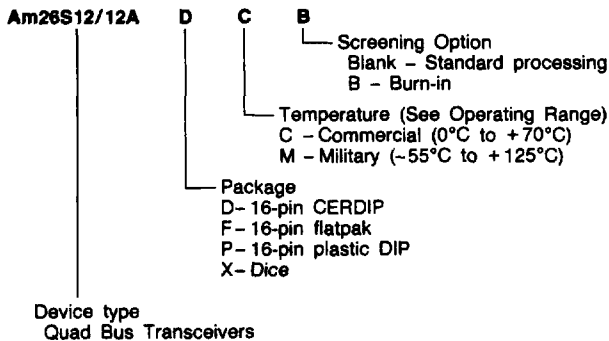 Am26S12/12A D C B
Screening Option
Blank – Standard processing
B – Burn-in
Temperature (See Operating Range)
C – Commercial (0°C to +70°C)
M – Military (-55°C to +125°C)
Package
D– 16-pin CERDIP
F – 16-pin flatpak
P – 16-pin plastic DIP
X – Dice
Device type
Quad Bus Transceivers